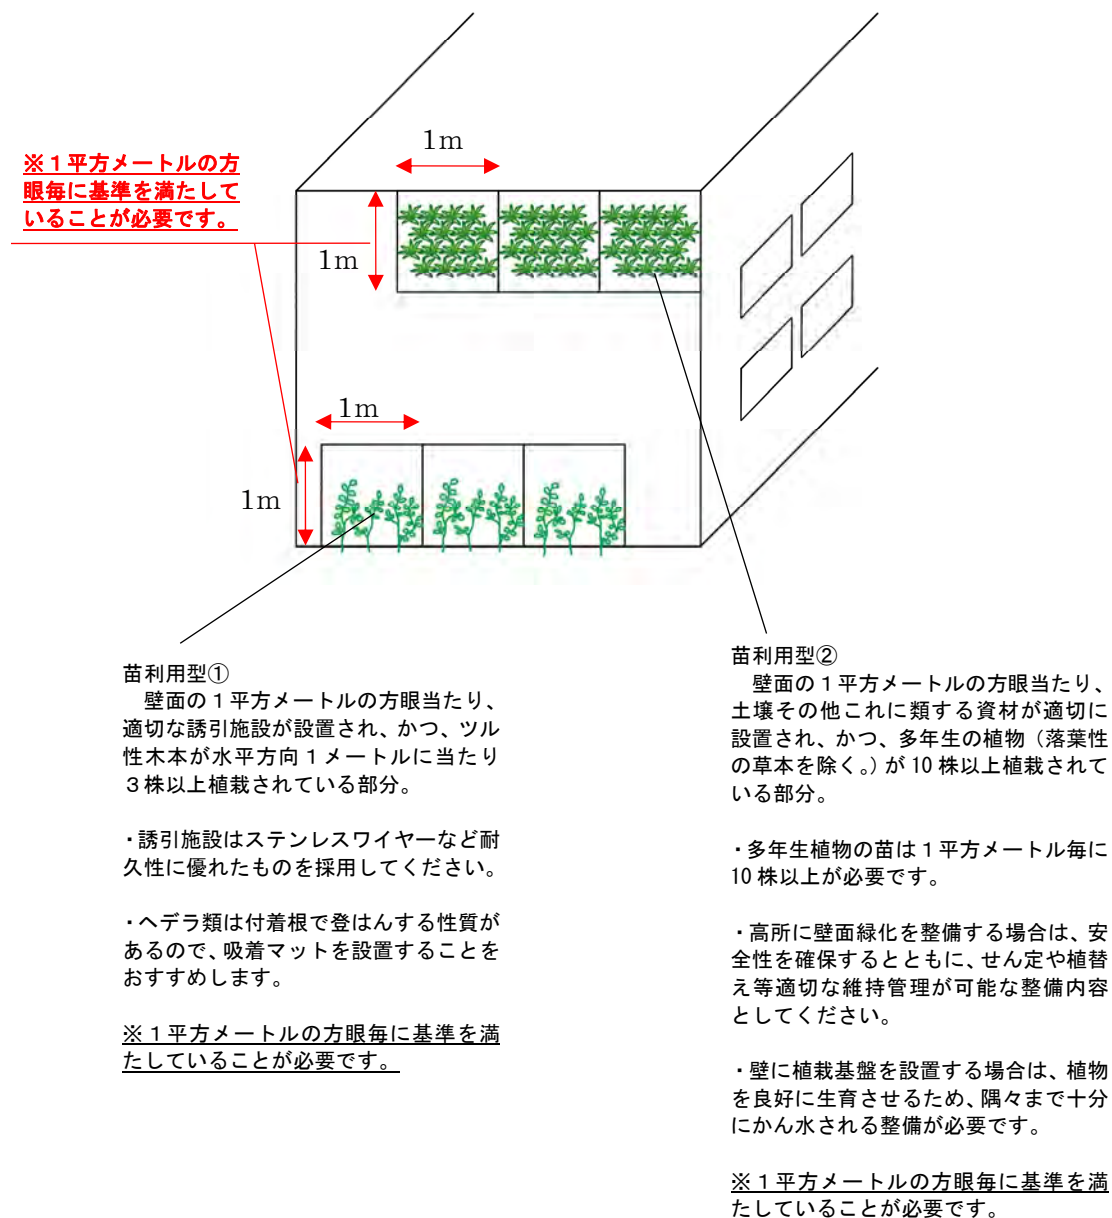 ※１平方メートルの方
眼毎に基準を満たして
いることが必要です。
1m
1m
1m
1m
苗利用型①
　壁面の１平方メートルの方眼当たり、
適切な誘引施設が設置され、かつ、ツル
性木本が水平方向１メートルに当たり
３株以上植栽されている部分。
・誘引施設はステンレスワイヤーなど耐
久性に優れたものを採用してください。
・ヘデラ類は付着根で登はんする性質が
あるので、吸着マットを設置することを
おすすめします。
※１平方メートルの方眼毎に基準を満
たしていることが必要です。
苗利用型②
　壁面の１平方メートルの方眼当たり、
土壌その他これに類する資材が適切に
設置され、かつ、多年生の植物（落葉性
の草本を除く。）が 10 株以上植栽されて
いる部分。
・多年生植物の苗は１平方メートル毎に
10 株以上が必要です。
・高所に壁面緑化を整備する場合は、安
全性を確保するとともに、せん定や植替
え等適切な維持管理が可能な整備内容
としてください。
・壁に植栽基盤を設置する場合は、植物
を良好に生育させるため、隅々まで十分
にかん水される整備が必要です。
※１平方メートルの方眼毎に基準を満
たしていることが必要です。